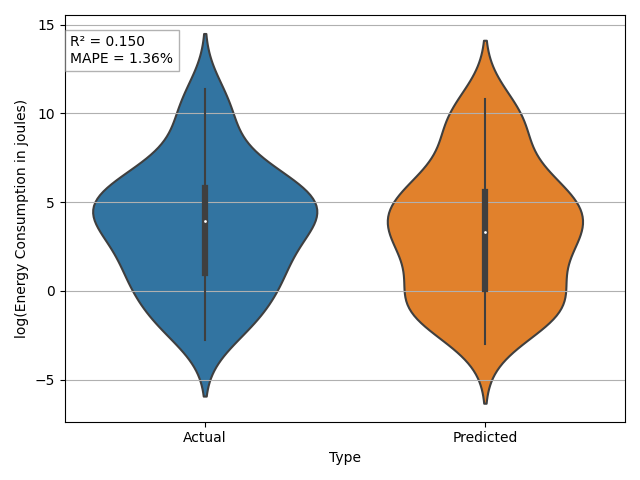 R² = 0.150
MAPE = 1.36%
15
10
5
0
−5
log(Energy Consumption in joules)
Actual
Predicted
Type